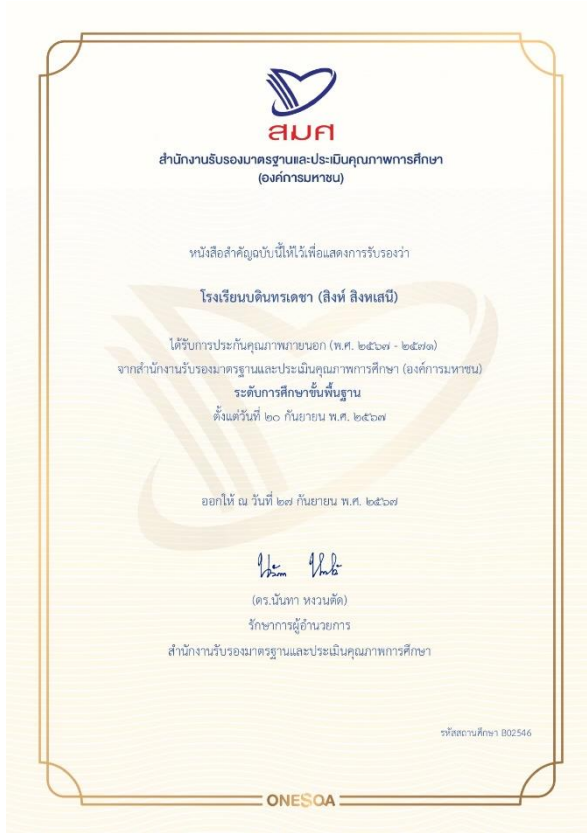 สมศ
สำนักงานรับรองมาตรฐานและประเมินคุณภาพการศึกษา
(องค์การมหาชน)
หนังสือสำคัญฉบับนี้ให้ไว้เพื่อแสดงการรับรองว่า
โรงเรียนบดินทรเดชา (สิงห์ สิงหเสนี)
ได้รับการประกันคุณภาพภายนอก (พ.ศ. ๒๕๖๗ - ๒๕๗๑)
จากสำนักงานรับรองมาตรฐานและประเมินคุณภาพการศึกษา (องค์การมหาชน)
ระดับการศึกษาขั้นพื้นฐาน
ตั้งแต่วันที่ ๒๐ กันยายน พ.ศ. ๒๕๖๗
ออกให้ ณ วันที่ ๒๗ กันยายน พ.ศ. ๒๕๖๗
(ดร.นันทา หงวนตัด)
รักษาการผู้อำนวยการ
สำนักงานรับรองมาตรฐานและประเมินคุณภาพการศึกษา
รหัสสถานศึกษา B02546
ONESQA